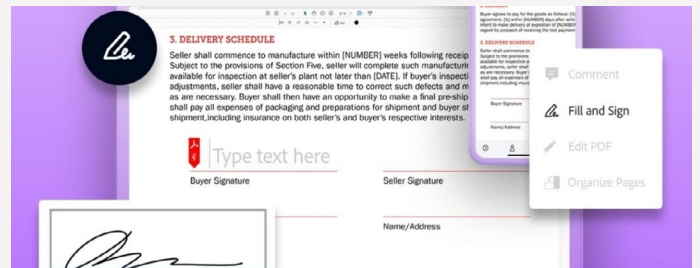 3. DELIVERY SCHEDULE
Seller shall commence to manufacture within [NUMBER] weeks following receip
Subject to the provisions of Section Five, seller will complete such manufacturin
available for inspection at seller's plant not later than [DATE]. If buyer's inspecti
adjustments, seller shall have a reasonable time to correct such defects and m
as are necessary. Buyer shall then have an opportunity to make a final pre-ship
shall pay all expenses of packaging and preparations for shipment and buyer sh
shipment,including insurance on both seller's and buyer's respective interests.
Type text here
Buyer Signature
Seller Signature
Name/Address
3. DELIVERY SCHEDULE
Buyer Signature
Name/Address
Comment
Fill and Sign
Edit PDF
Organize Pages